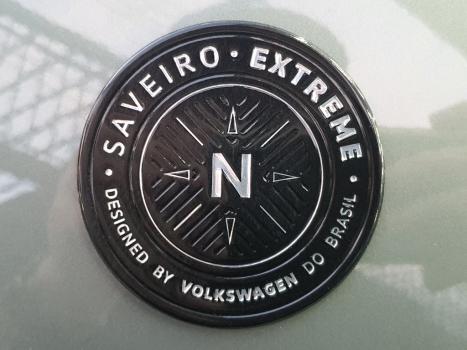 SAVEIRO • EXTREME
N
• DESIGNED BY VOLKSWAGEN DO BRASIL •